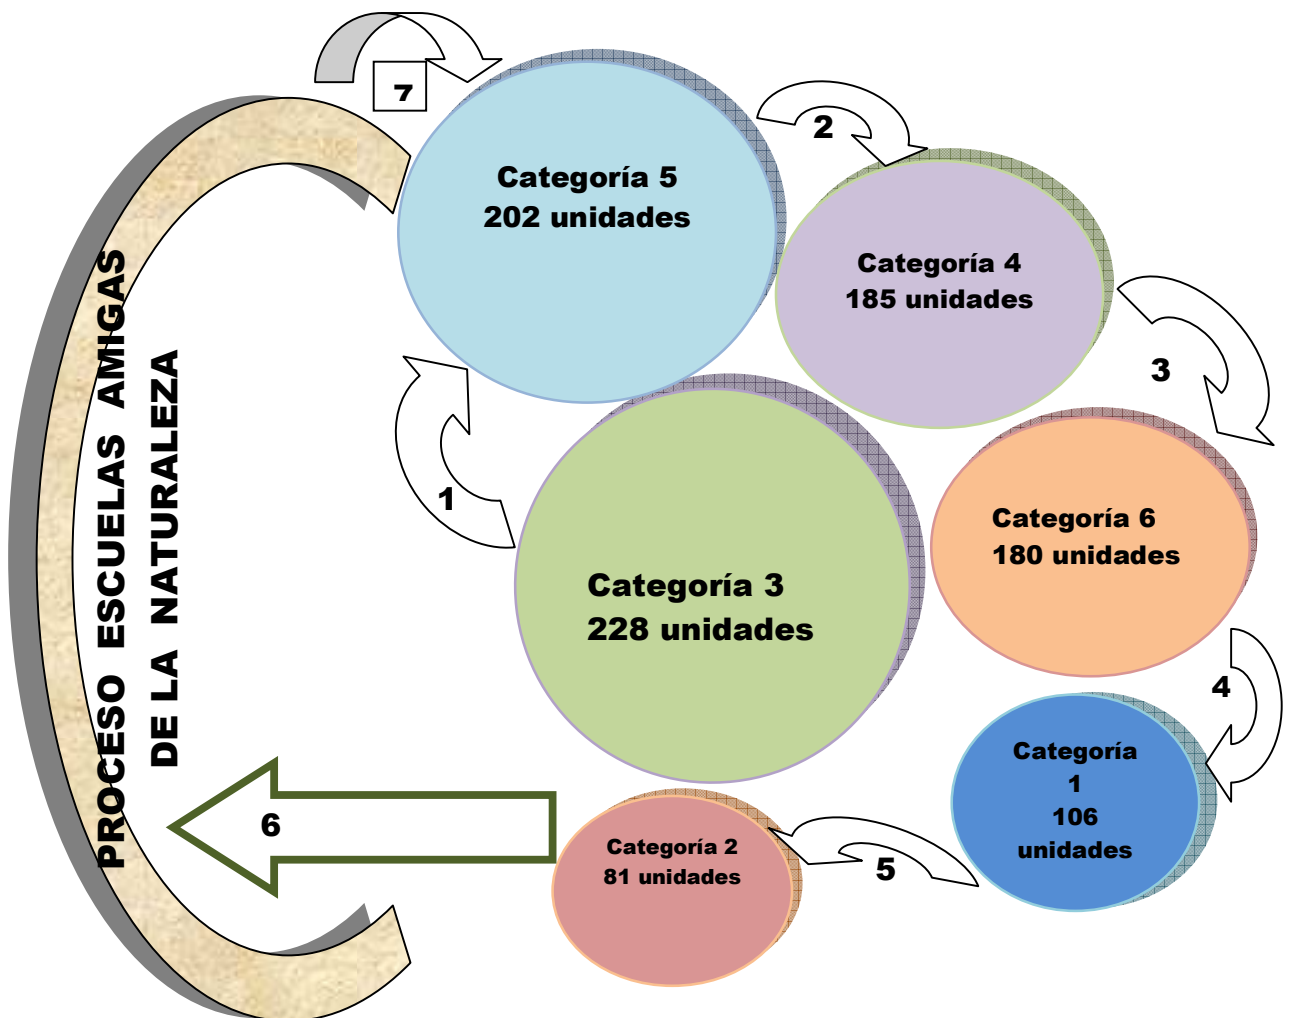 7
2
Categoría 5
202 unidades
Categoría 4
185 unidades
3
1
Categoría 6
180 unidades
Categoría 3
228 unidades
4
Categoría
1
106
unidades
6
Categoría 2
81 unidades
5
PROCESO ESCUELAS AMIGAS
DE LA NATURALEZA